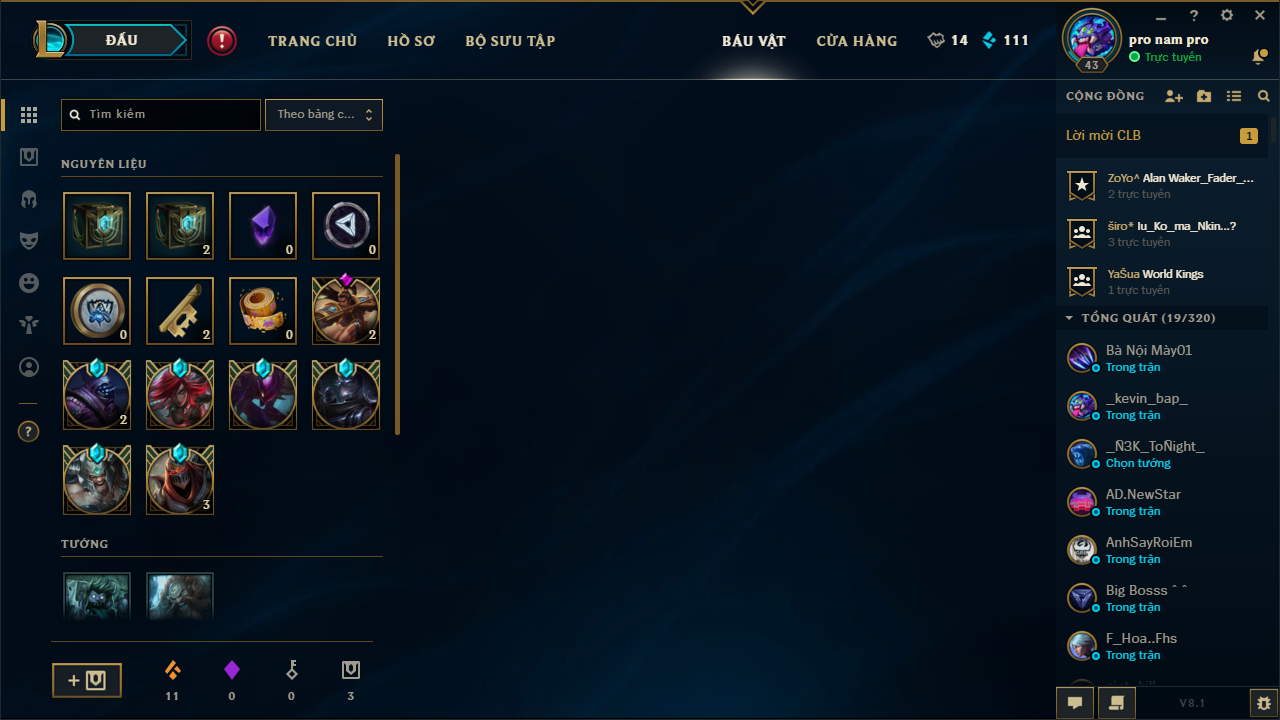 ĐẤU
!
TRANG CHỦ
HỒ SƠ
BỘ SƯU TẬP
BÁU VẬT
CỬA HÀNG
14
111
43
pro nam pro
Trực tuyến
?
Tìm kiếm
Theo bảng c...
NGUYÊN LIỆU
2
0
0
0
2
0
2
2
3
TƯỚNG
?
11
0
0
3
CỘNG ĐỒNG
Lời mời CLB
1
ZoYo^ Alan Waker_Fader_...
2 trực tuyến
širo* Iu_Ko_ma_Nkin...?
3 trực tuyến
YaŠua World Kings
1 trực tuyến
TỔNG QUÁT (19/320)
Bà Nội Mày01
Trong trận
_kevin_bap_
Trong trận
_Ñ3K_ToÑight_
Chọn tướng
AD.NewStar
Trong trận
AnhSayRoiEm
Trong trận
Big Bosss ^ ^
Trong trận
F_Hoa..Fhs
Trong trận
V8.1